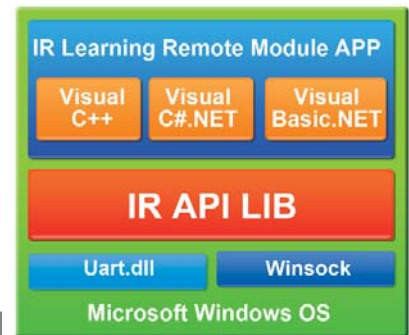 IR Learning Remote Module APP
Visual C++
Visual C#.NET
Visual Basic.NET
IR API LIB
Uart.dll
Winsock
Microsoft Windows OS